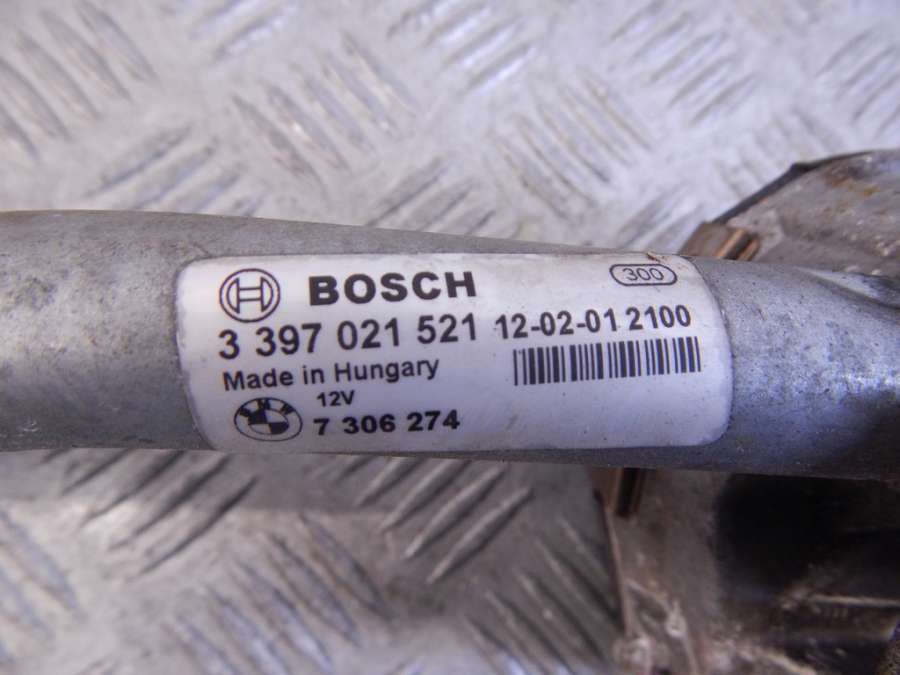 BOSCH 300
3 397 021 521 12-02-01 2100
Made in Hungary
12V
7 306 274